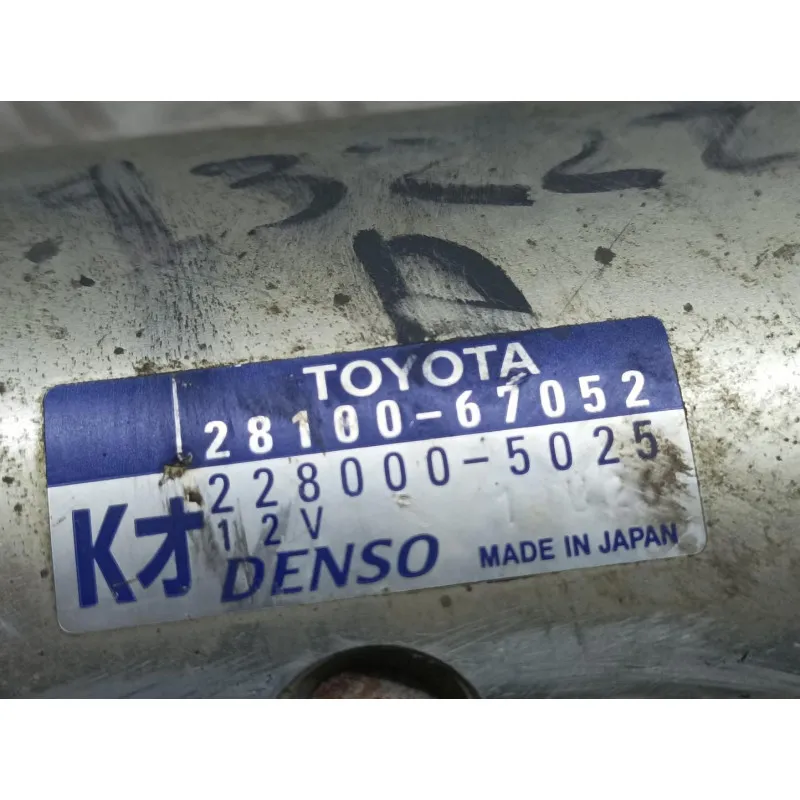 TOYOTA
28100-67052
228000-5025
12V
Kオ DENSO MADE IN JAPAN